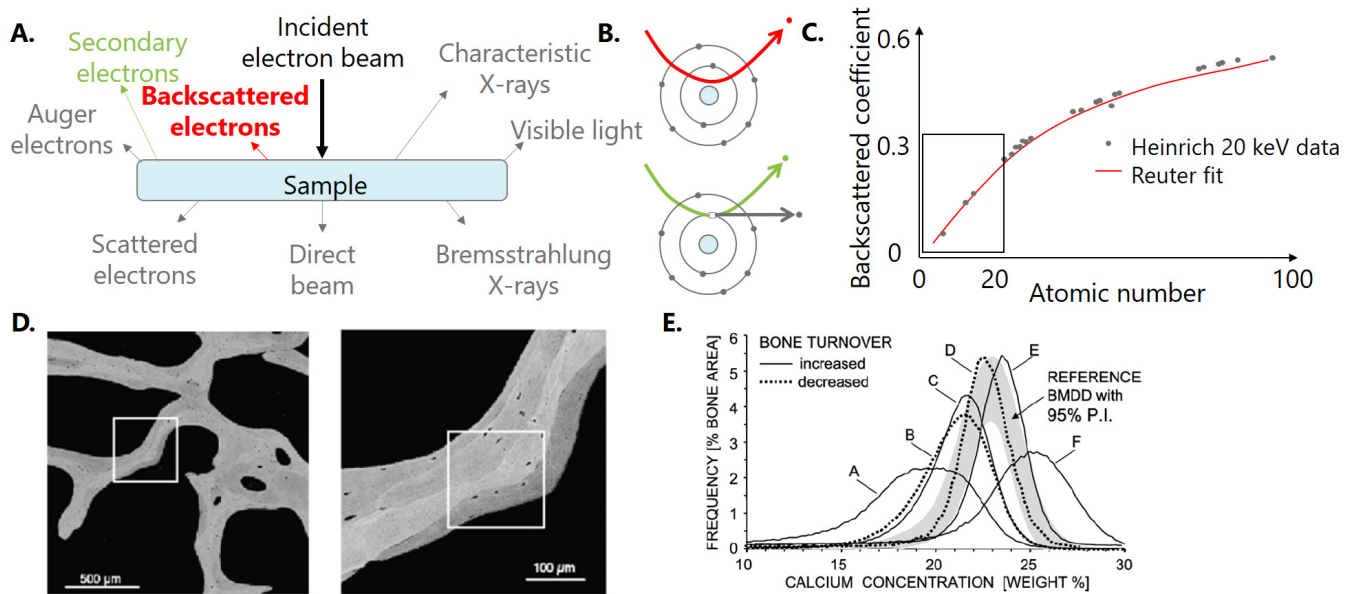 A.
Incident
electron beam
Secondary
electrons
Backscattered
electrons
Characteristic
X-rays
Auger
electrons
Visible light
Sample
Scattered
electrons
Direct
beam
Bremsstrahlung
X-rays
B.
C.
Backscattered coefficient
0.6
0.3
0
Heinrich 20 keV data
Reuter fit
0
20
100
Atomic number
D.
500 µm
100 µm
E.
FREQUENCY [% BONE AREA]
6
5
4
3
2
1
0
BONE TURNOVER
increased
decreased
A
B
C
D
E
F
REFERENCE
BMDD with
95% P.I.
10
15
20
25
30
CALCIUM CONCENTRATION [WEIGHT %]